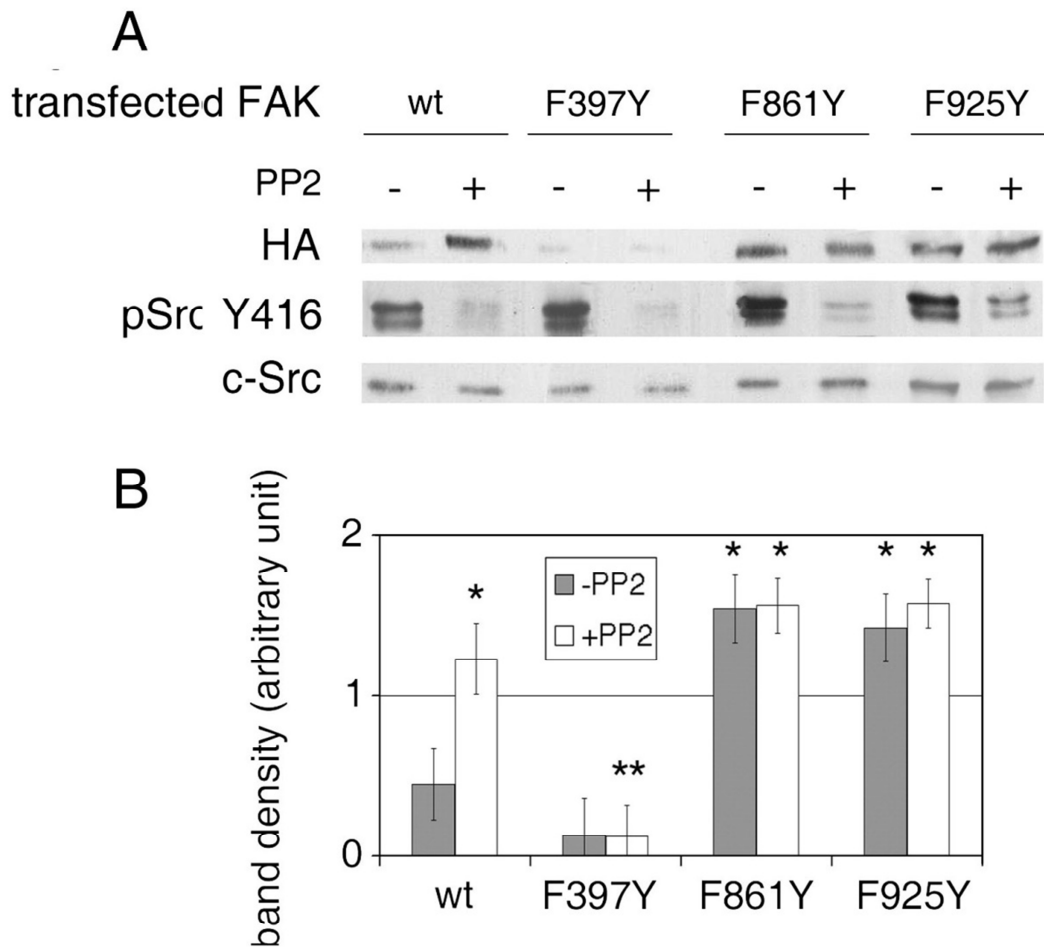 A
transfected FAK wt F397Y F861Y F925Y
PP2 - + - + - + - +
HA
pSrc Y416
c-Src
B
band density (arbitrary unit)
2
1
0
-PP2
+PP2
* ** * * * *
wt F397Y F861Y F925Y